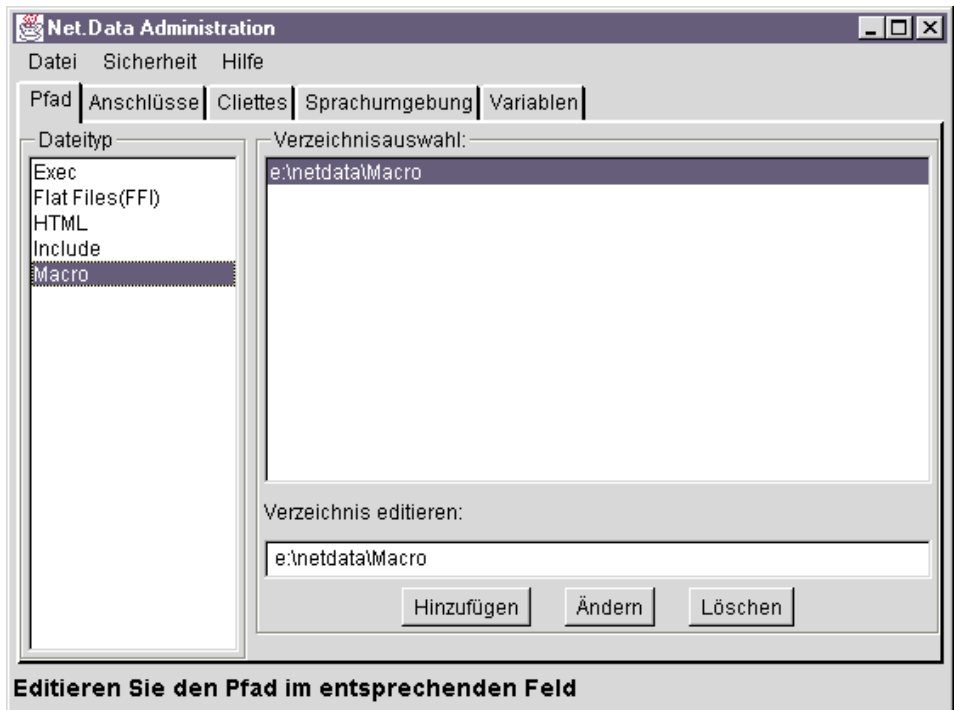 Net.Data Administration
Datei Sicherheit Hilfe
Pfad Anschlüsse Cliettes Sprachumgebung Variablen
Dateityp
Exec
Flat Files(FFI)
HTML
Include
Macro
Verzeichnisauswahl:
e:\netdata\Macro
Verzeichnis editieren:
e:\netdata\Macro
Hinzufügen Ändern Löschen
Editieren Sie den Pfad im entsprechenden Feld